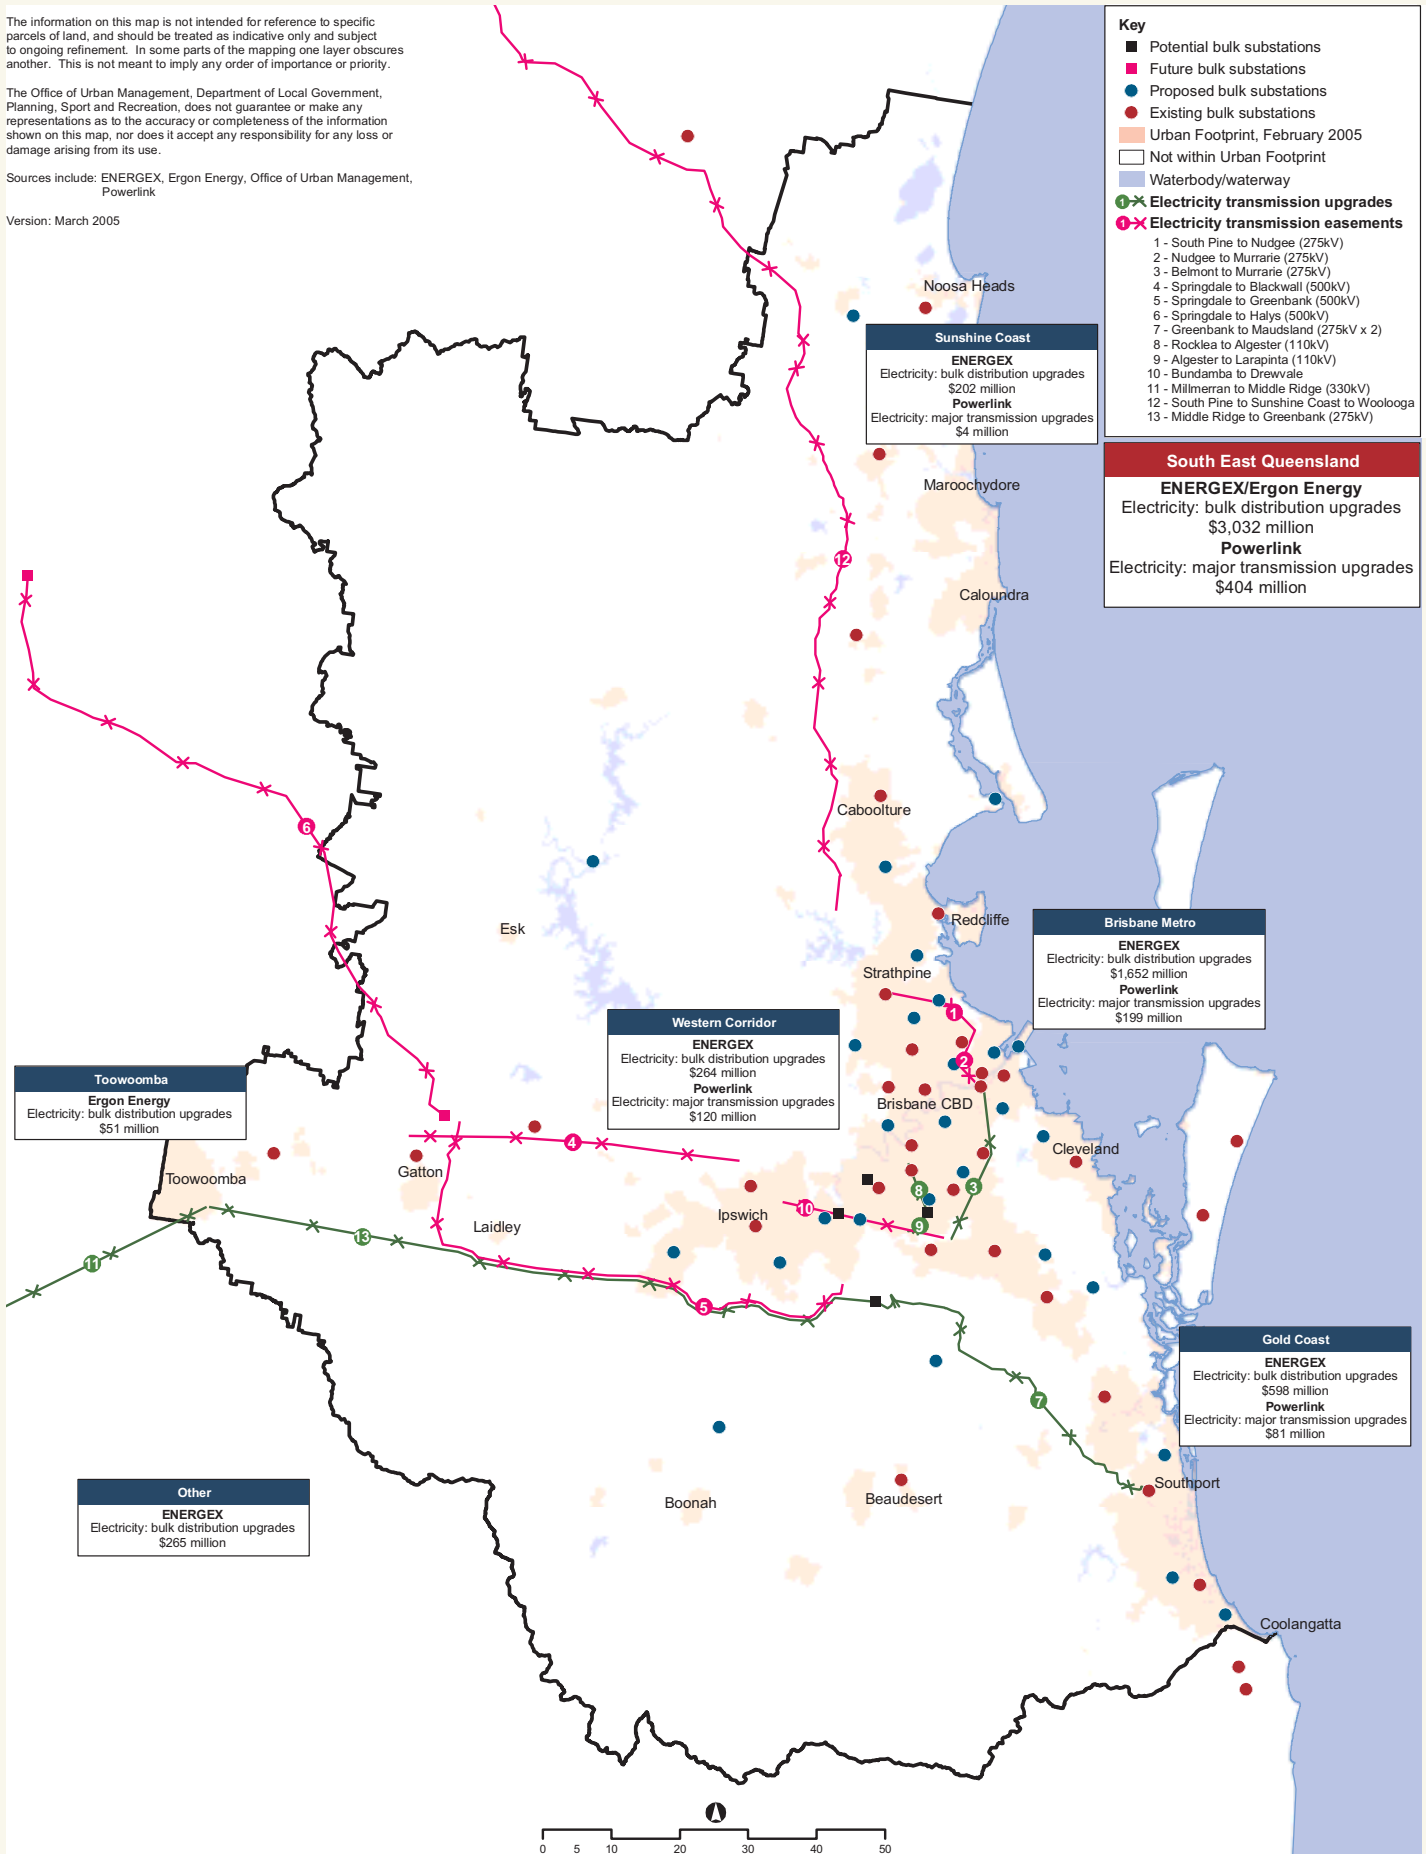 The information on this map is not intended for reference to specific
parcels of land, and should be treated as indicative only and subject
to ongoing refinement. In some parts of the mapping one layer obscures
another. This is not meant to imply any order of importance or priority.
The Office of Urban Management, Department of Local Government,
Planning, Sport and Recreation, does not guarantee or make any
representations as to the accuracy or completeness of the information
shown on this map, nor does it accept any responsibility for any loss or
damage arising from its use.
Sources include: ENERGEX, Ergon Energy, Office of Urban Management,
Powerlink
Version: March 2005
Key
Potential bulk substations
Future bulk substations
Proposed bulk substations
Existing bulk substations
Urban Footprint, February 2005
Not within Urban Footprint
Waterbody/waterway
1 Electricity transmission upgrades
1 Electricity transmission easements
1 - South Pine to Nudgee (275kV)
2 - Nudgee to Murrarie (275kV)
3 - Belmont to Murrarie (275kV)
4 - Springdale to Blackwall (500kV)
5 - Springdale to Greenbank (500kV)
6 - Springdale to Halys (500kV)
7 - Greenbank to Maudsland (275kV x 2)
8 - Rocklea to Algester (110kV)
9 - Algester to Larapinta (110kV)
10 - Bundamba to Drewvale
11 - Millmerran to Middle Ridge (330kV)
12 - South Pine to Sunshine Coast to Woolooga
13 - Middle Ridge to Greenbank (275kV)
South East Queensland
ENERGEX/Ergon Energy
Electricity: bulk distribution upgrades
$3,032 million
Powerlink
Electricity: major transmission upgrades
$404 million
Noosa Heads
Sunshine Coast
ENERGEX
Electricity: bulk distribution upgrades
$202 million
Powerlink
Electricity: major transmission upgrades
$4 million
Maroochydore
12
Caloundra
6
Caboolture
Esk
Redcliffe
Strathpine
Brisbane Metro
ENERGEX
Electricity: bulk distribution upgrades
$1,652 million
Powerlink
Electricity: major transmission upgrades
$199 million
1
2
Western Corridor
ENERGEX
Electricity: bulk distribution upgrades
$264 million
Powerlink
Electricity: major transmission upgrades
$120 million
Toowoomba
Ergon Energy
Electricity: bulk distribution upgrades
$51 million
Brisbane CBD
4
Cleveland
Gatton
Toowoomba
8
3
10
Ipswich
9
Laidley
13
11
5
Gold Coast
ENERGEX
Electricity: bulk distribution upgrades
$598 million
Powerlink
Electricity: major transmission upgrades
$81 million
7
Southport
Other
ENERGEX
Electricity: bulk distribution upgrades
$265 million
Boonah
Beaudesert
Coolangatta
0 5 10 20 30 40 50